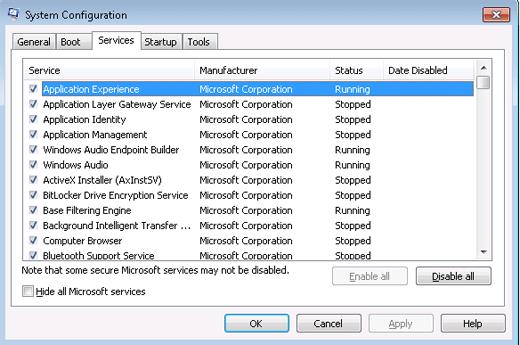 System Configuration
General Boot Services Startup Tools
Service Manufacturer Status Date Disabled
Application Experience Microsoft Corporation Running
Application Layer Gateway Service Microsoft Corporation Stopped
Application Identity Microsoft Corporation Stopped
Application Management Microsoft Corporation Stopped
Windows Audio Endpoint Builder Microsoft Corporation Running
Windows Audio Microsoft Corporation Running
ActiveX Installer (AxInstSV) Microsoft Corporation Stopped
BitLocker Drive Encryption Service Microsoft Corporation Stopped
Base Filtering Engine Microsoft Corporation Running
Background Intelligent Transfer ... Microsoft Corporation Stopped
Computer Browser Microsoft Corporation Stopped
Bluetooth Support Service Microsoft Corporation Stopped
Note that some secure Microsoft services may not be disabled.
Enable all Disable all
Hide all Microsoft services
OK Cancel Apply Help